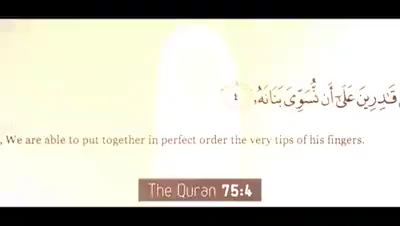 قَـٰدِرِينَ عَلَىٰٓ أَن نُّسَوِّىَ بَنَانَهُۥ ٤
, We are able to put together in perfect order the very tips of his fingers.
The Quran 75:4